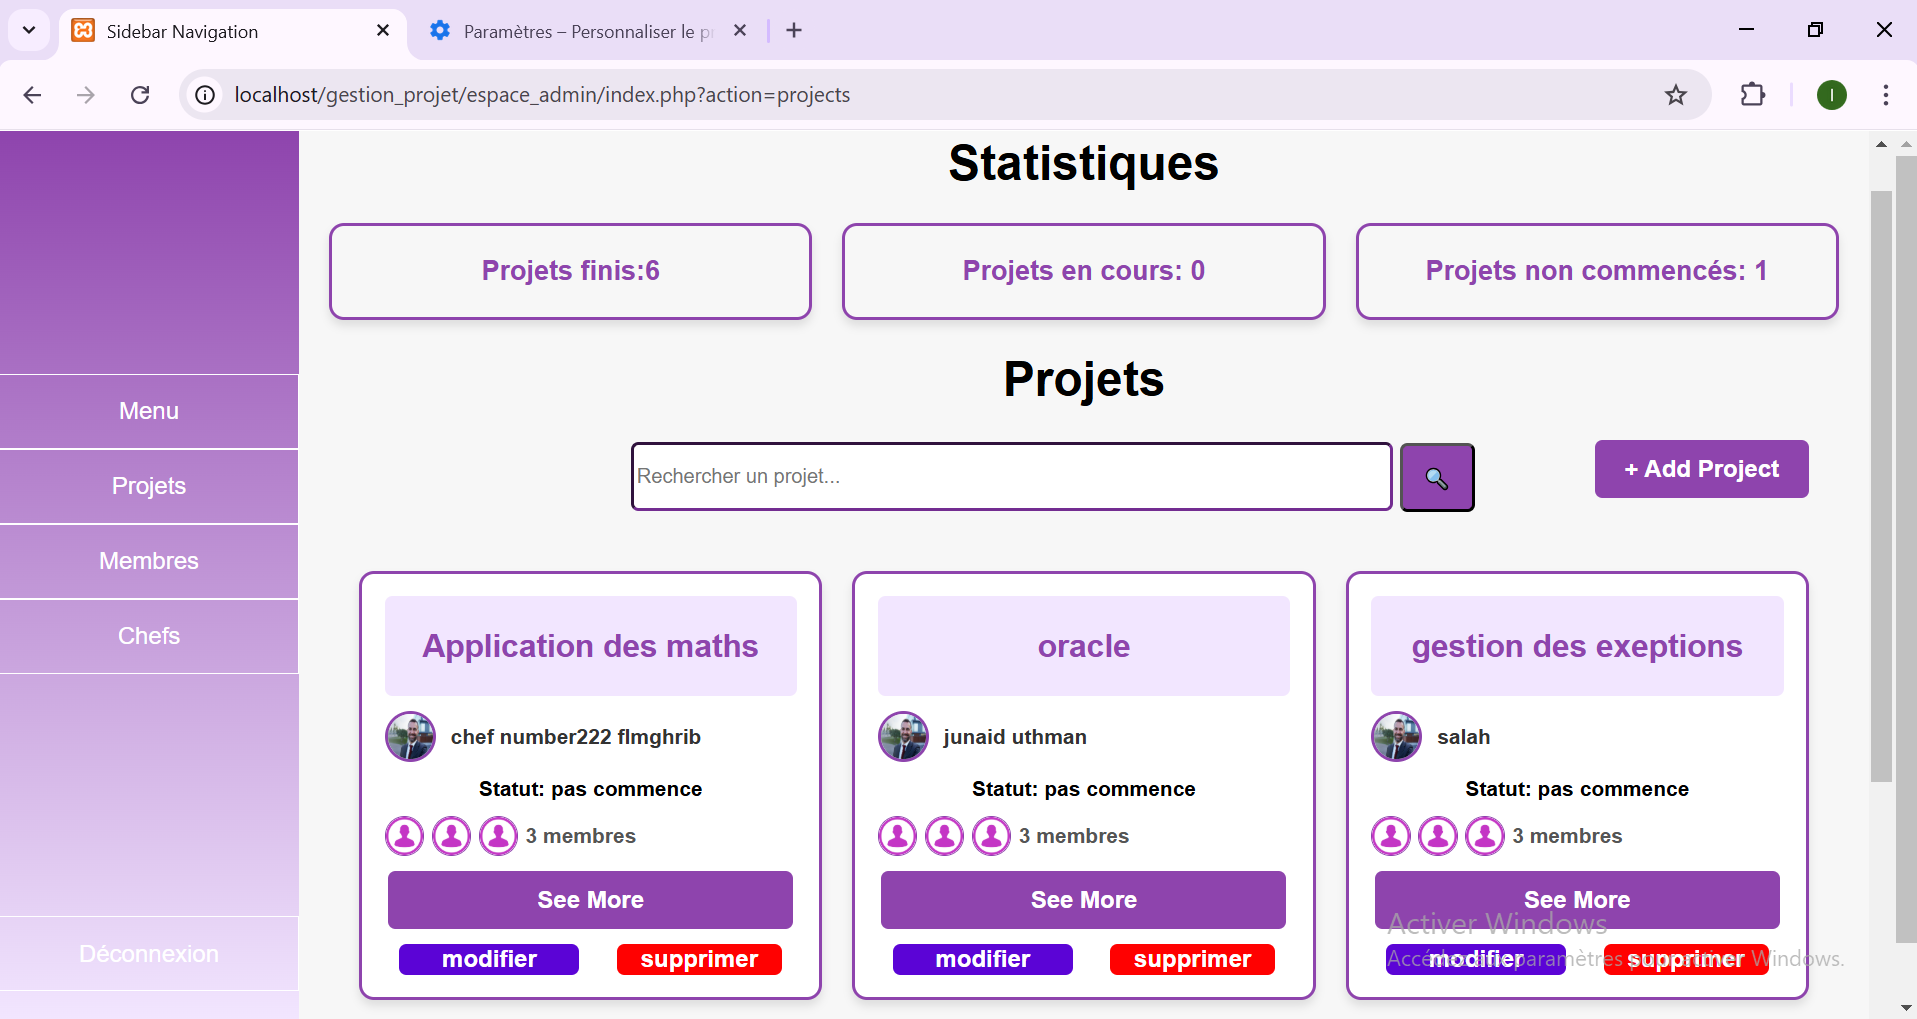 Sidebar Navigation
Paramètres – Personnaliser le pr
localhost/gestion_projet/espace_admin/index.php?action=projects
I
Statistiques
Projets finis:6
Projets en cours: 0
Projets non commencés: 1
Menu
Projets
Membres
Chefs
Déconnexion
Projets
Rechercher un projet...
+ Add Project
Application des maths
chef number222 flmghrib
Statut: pas commence
3 membres
See More
modifier
supprimer
oracle
junaid uthman
Statut: pas commence
3 membres
See More
modifier
supprimer
gestion des exeptions
salah
Statut: pas commence
3 membres
See More
modifier
supprimer
Activer Windows
Accédez aux paramètres pour activer Windows.